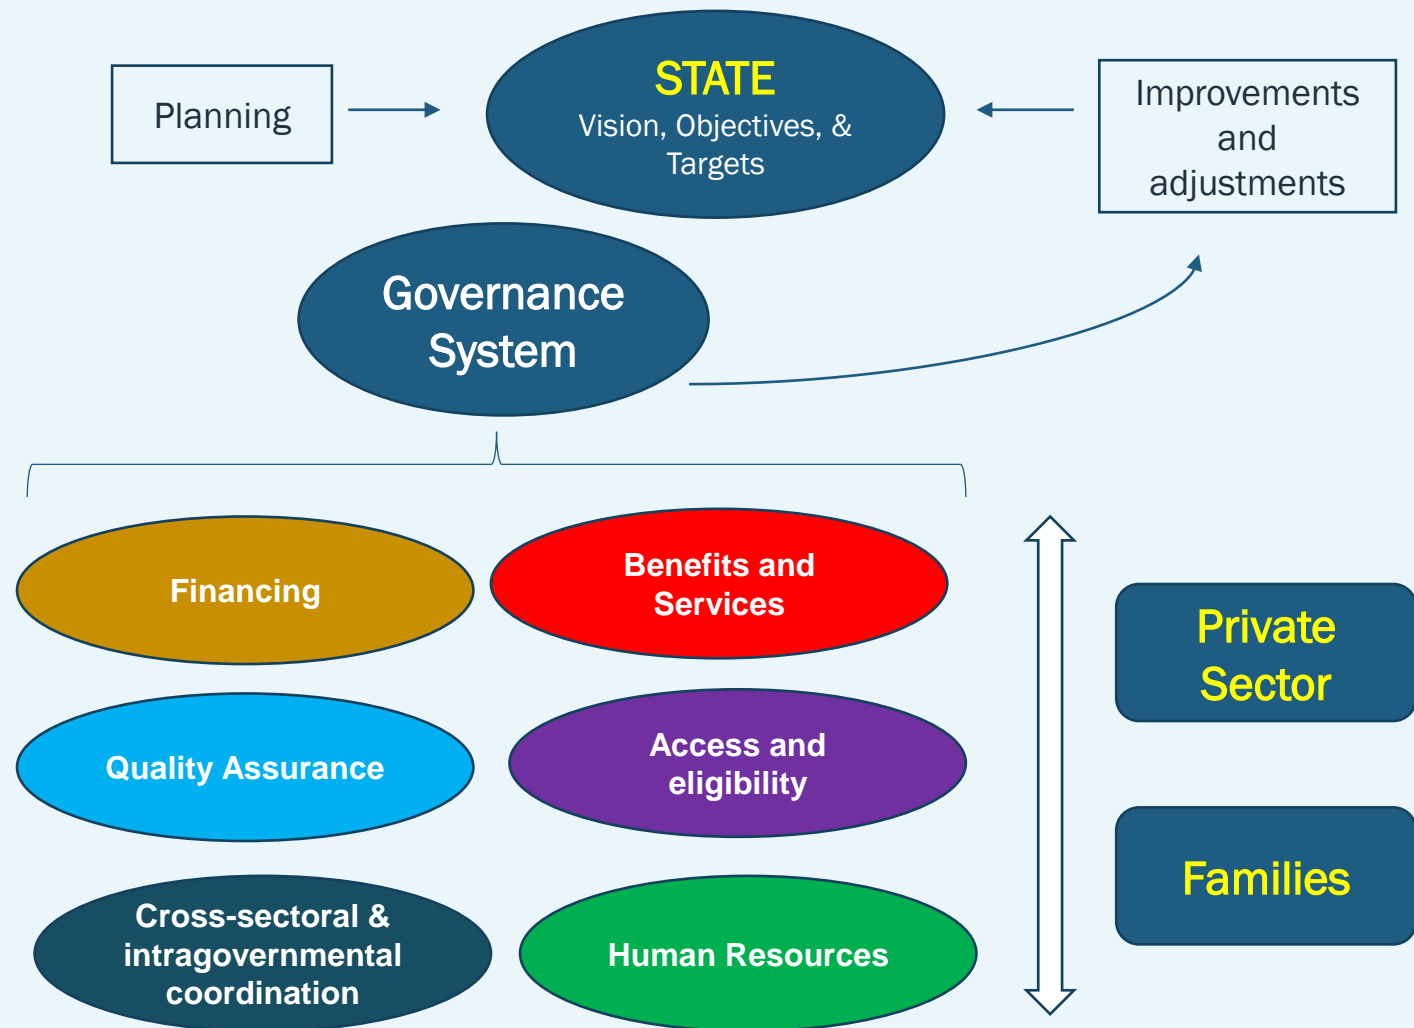 STATE
Vision, Objectives, &
Targets
Planning
Improvements
and
adjustments
Governance
System
Financing
Benefits and
Services
Quality Assurance
Access and
eligibility
Cross-sectoral &
intragovernmental
coordination
Human Resources
Private
Sector
Families